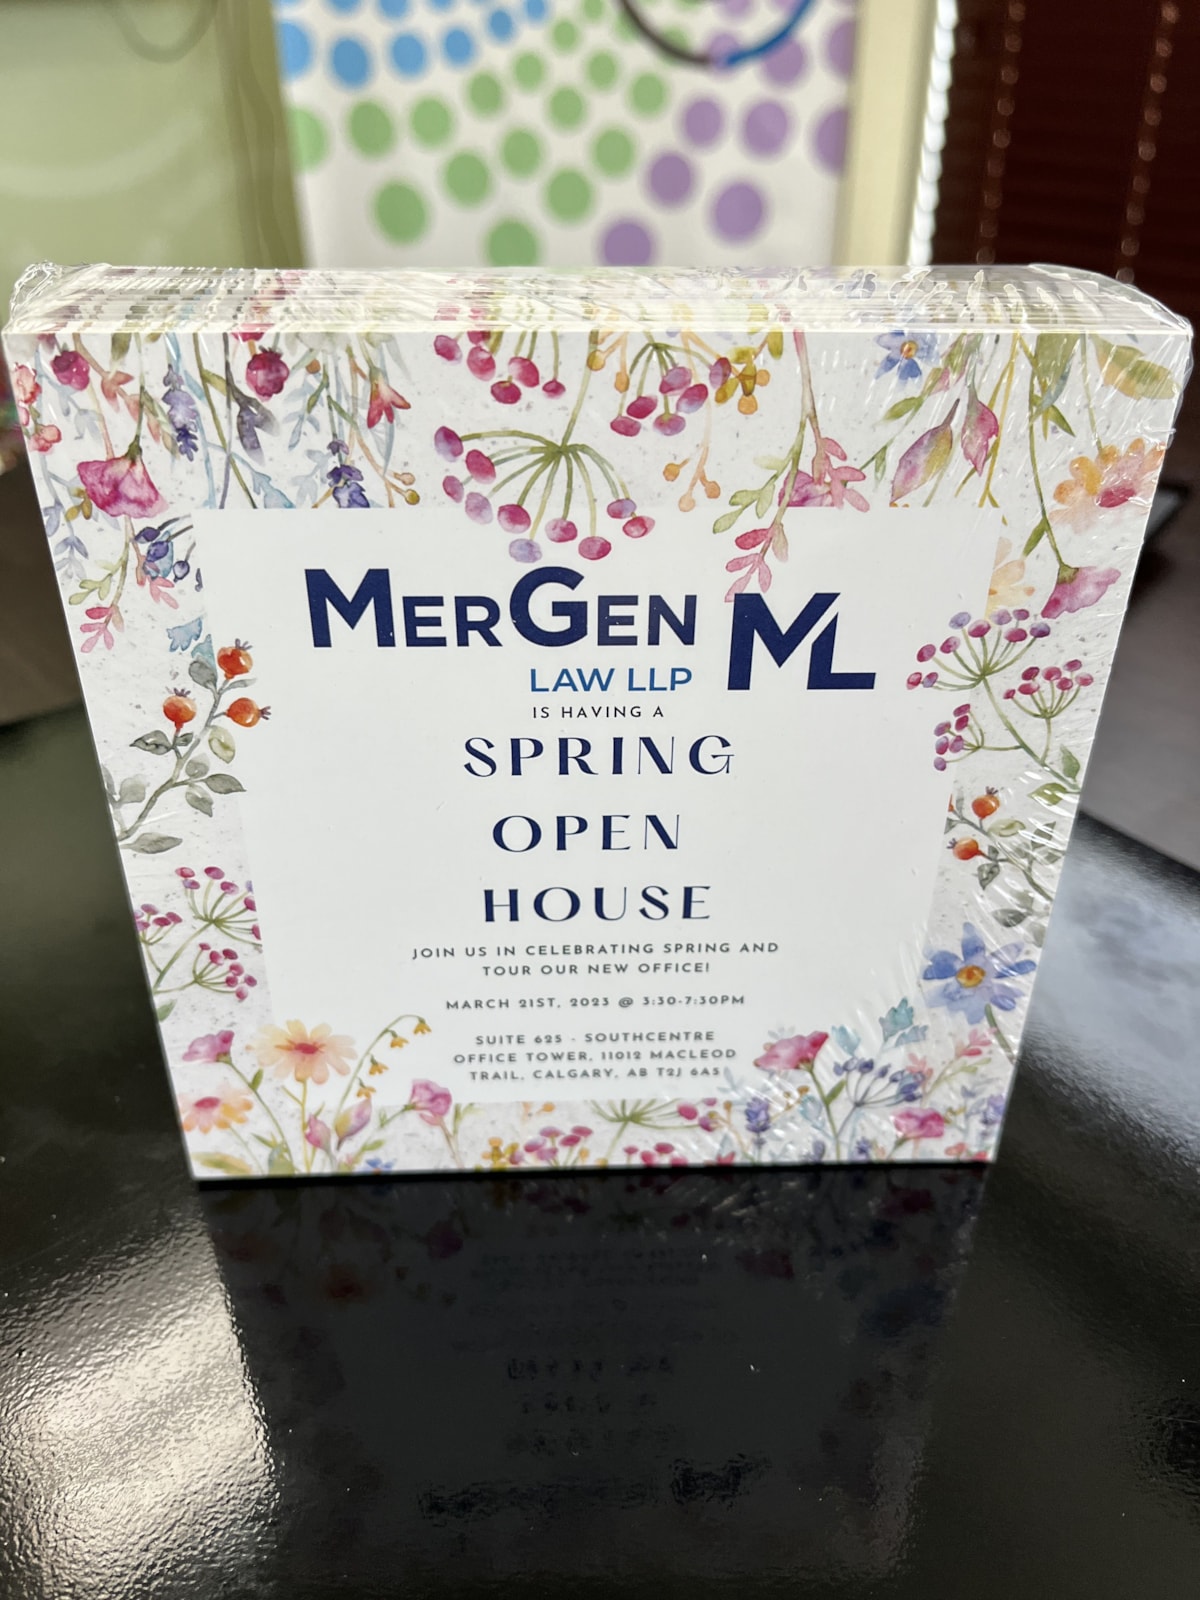 MERGEN ML
LAW LLP
IS HAVING A
SPRING
OPEN
HOUSE
JOIN US IN CELEBRATING SPRING AND
TOUR OUR NEW OFFICE!
MARCH 21ST, 2023 @ 3:30-7:30PM
SUITE 625 - SOUTHCENTRE
OFFICE TOWER, 11012 MACLEOD
TRAIL, CALGARY, AB T2J 6A5